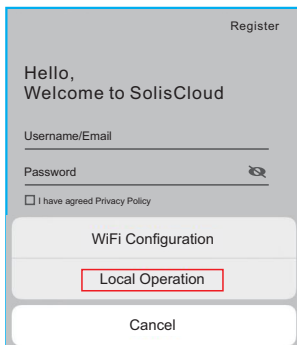 Register
Hello,
Welcome to SolisCloud
Username/Email
Password
I have agreed Privacy Policy
WiFi Configuration
Local Operation
Cancel